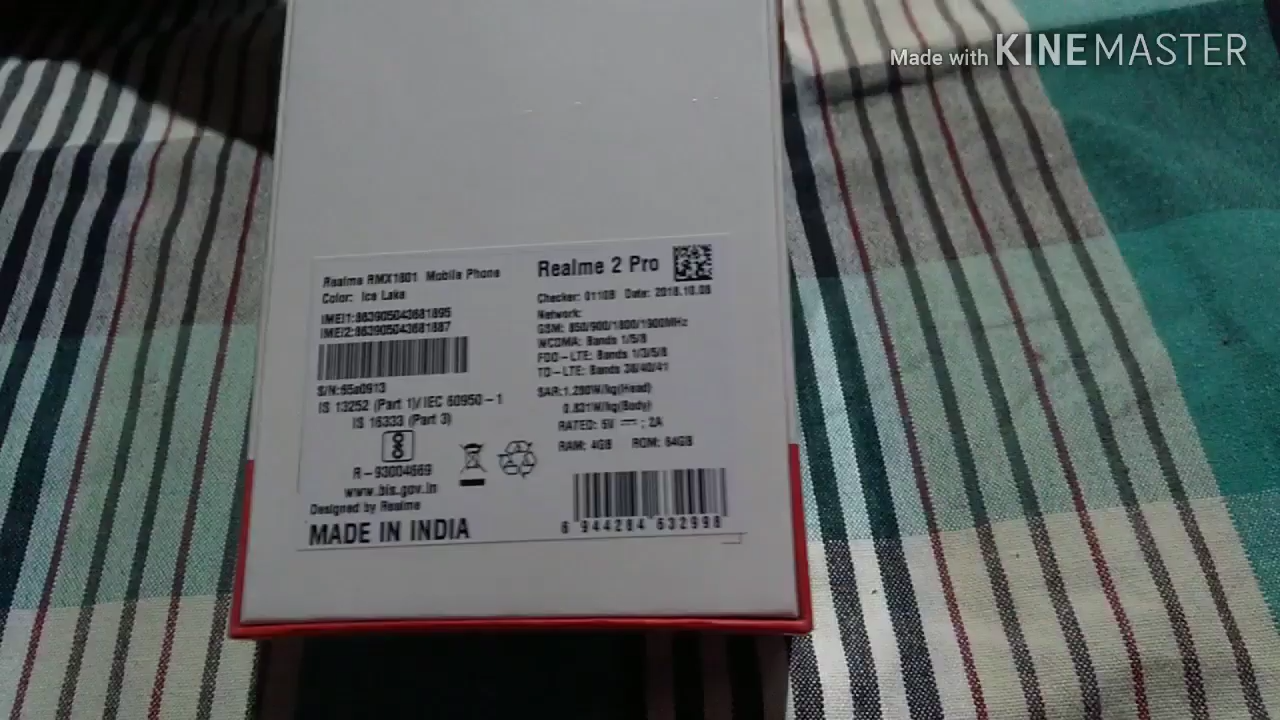 Made with KINEMASTER
Realme RMX1801 Mobile Phone
Color: Ice Lake
IMEI1:863905043681895
IMEI2:863905043681887
S/N:65a0913
IS 13252 (Part 1)/ IEC 60950-1
IS 16333 (Part 3)
R-93004669
www.bis.gov.in
Designed by Realme
MADE IN INDIA
Realme 2 Pro
Checker: 01108 Date: 2018.10.08
Network:
GSM: 850/900/1800/1900MHz
WCDMA: Bands 1/5/8
FDD-LTE: Bands 1/3/5/8
TD-LTE: Bands 38/40/41
SAR:1.290W/kg(Head)
0.831W/kg(Body)
RATED: 5V ⎓ ; 2A
RAM: 4GB ROM: 64GB
6 944284 632998